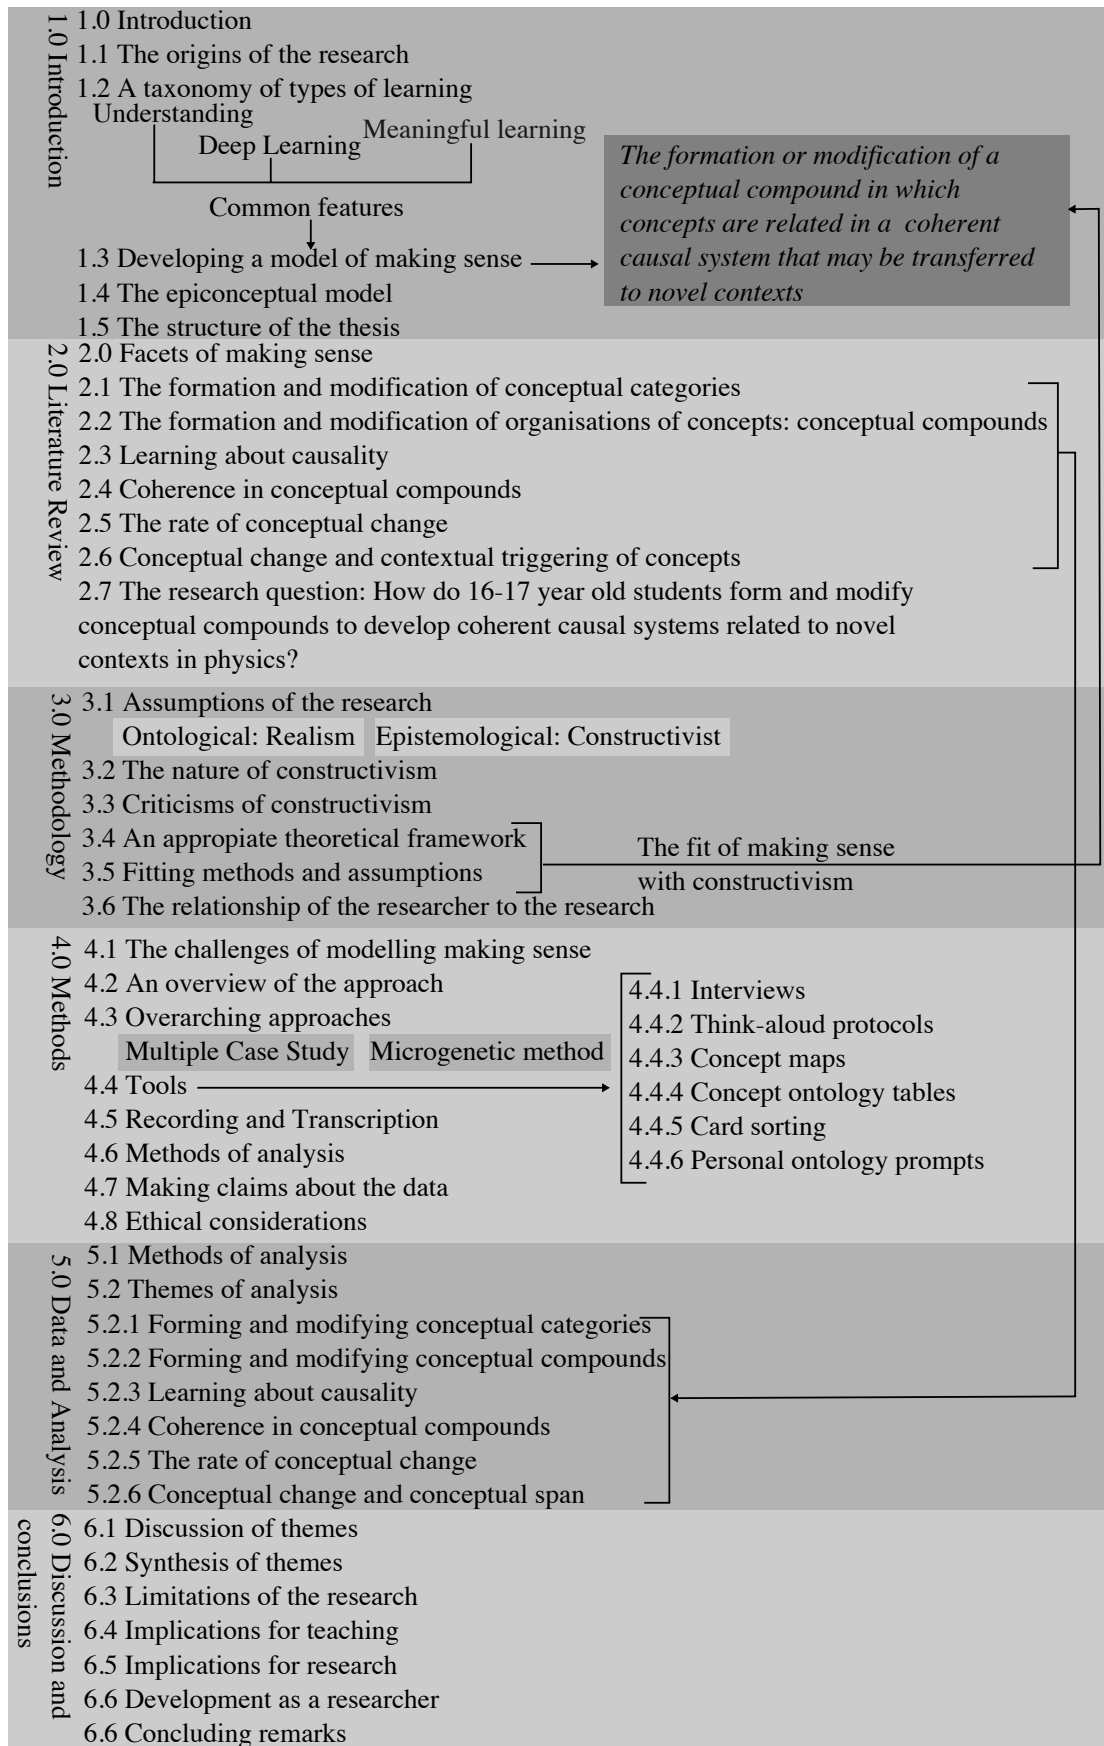 1.0 Introduction
1.0 Introduction
1.1 The origins of the research
1.2 A taxonomy of types of learning
Understanding
Deep Learning
Meaningful learning
Common features
The formation or modification of a
conceptual compound in which
concepts are related in a coherent
causal system that may be transferred
to novel contexts
1.3 Developing a model of making sense
1.4 The epiconceptual model
1.5 The structure of the thesis
2.0 Literature Review
2.0 Facets of making sense
2.1 The formation and modification of conceptual categories
2.2 The formation and modification of organisations of concepts: conceptual compounds
2.3 Learning about causality
2.4 Coherence in conceptual compounds
2.5 The rate of conceptual change
2.6 Conceptual change and contextual triggering of concepts
2.7 The research question: How do 16-17 year old students form and modify
conceptual compounds to develop coherent causal systems related to novel
contexts in physics?
3.0 Methodology
3.1 Assumptions of the research
Ontological: Realism
Epistemological: Constructivist
3.2 The nature of constructivism
3.3 Criticisms of constructivism
3.4 An appropiate theoretical framework
3.5 Fitting methods and assumptions
The fit of making sense
with constructivism
3.6 The relationship of the researcher to the research
4.0 Methods
4.1 The challenges of modelling making sense
4.2 An overview of the approach
4.3 Overarching approaches
Multiple Case Study
Microgenetic method
4.4 Tools
4.4.1 Interviews
4.4.2 Think-aloud protocols
4.4.3 Concept maps
4.4.4 Concept ontology tables
4.4.5 Card sorting
4.4.6 Personal ontology prompts
4.5 Recording and Transcription
4.6 Methods of analysis
4.7 Making claims about the data
4.8 Ethical considerations
5.0 Data and Analysis
5.1 Methods of analysis
5.2 Themes of analysis
5.2.1 Forming and modifying conceptual categories
5.2.2 Forming and modifying conceptual compounds
5.2.3 Learning about causality
5.2.4 Coherence in conceptual compounds
5.2.5 The rate of conceptual change
5.2.6 Conceptual change and conceptual span
6.0 Discussion and
conclusions
6.1 Discussion of themes
6.2 Synthesis of themes
6.3 Limitations of the research
6.4 Implications for teaching
6.5 Implications for research
6.6 Development as a researcher
6.6 Concluding remarks